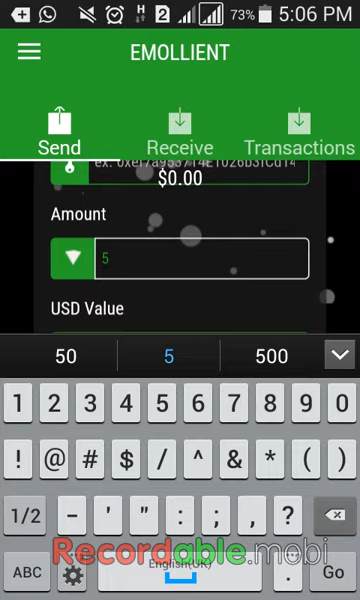 H
2
73%
5:06 PM
EMOLLIENT
Send
Receive
Transactions
$0.00
Amount
5
USD Value
50
5
500
1 2 3 4 5 6 7 8 9 0
! @ # $ / ^ & * ( )
1/2 - ' " : ; , ? 
Recordable.mobi
ABC
English(UK)
.
Go